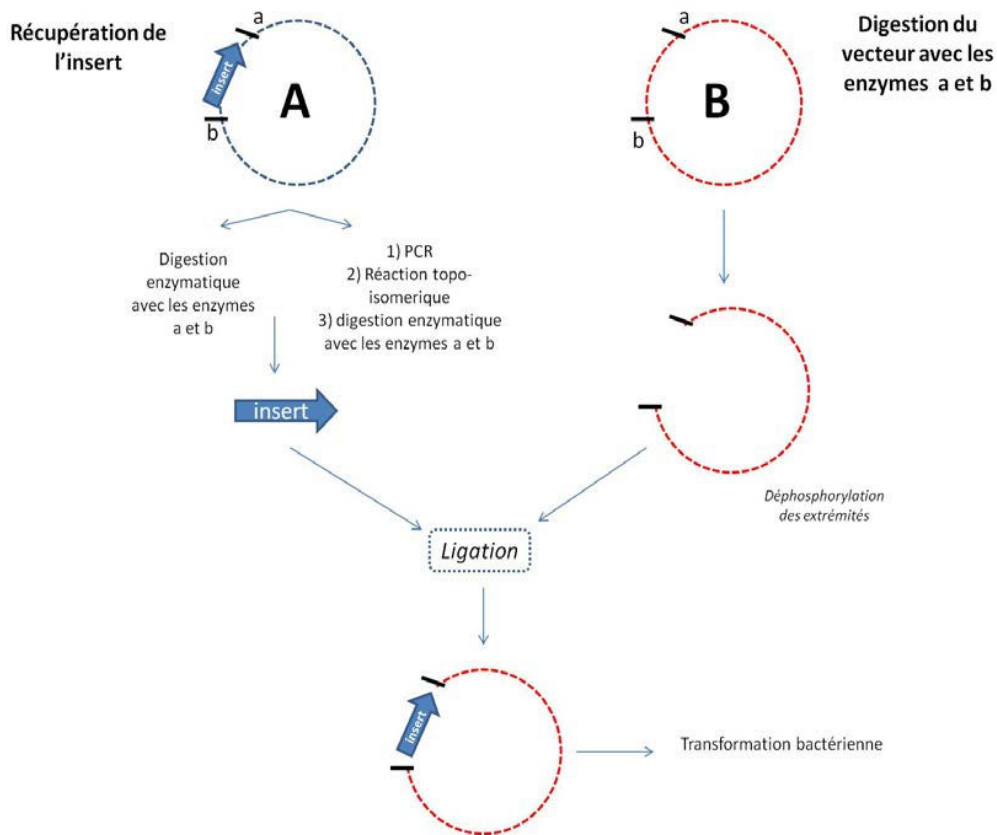 Récupération de
l'insert
a
insert
A
b
a
B
b
Digestion du
vecteur avec les
enzymes a et b
Digestion
enzymatique
avec les enzymes
a et b
1) PCR
2) Réaction topo-
isomerique
3) digestion enzymatique
avec les enzymes a et b
insert
Déphosphorylation
des extrémités
Ligation
insert
Transformation bactérienne